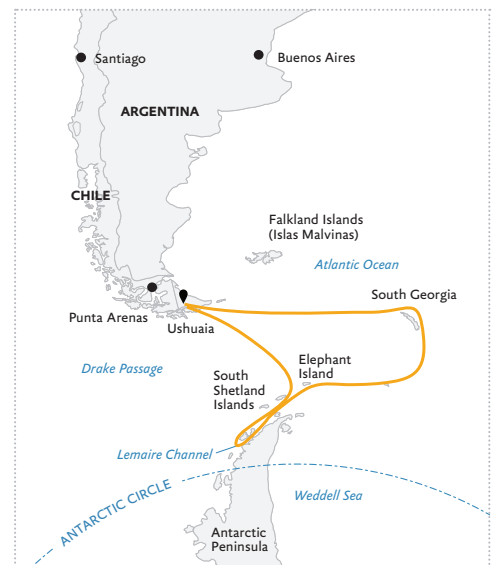 Santiago
Buenos Aires
ARGENTINA
CHILE
Falkland Islands
(Islas Malvinas)
Atlantic Ocean
South Georgia
Punta Arenas
Ushuaia
Drake Passage
Elephant
Island
South
Shetland
Islands
Lemaire Channel
ANTARCTIC CIRCLE
Weddell Sea
Antarctic
Peninsula